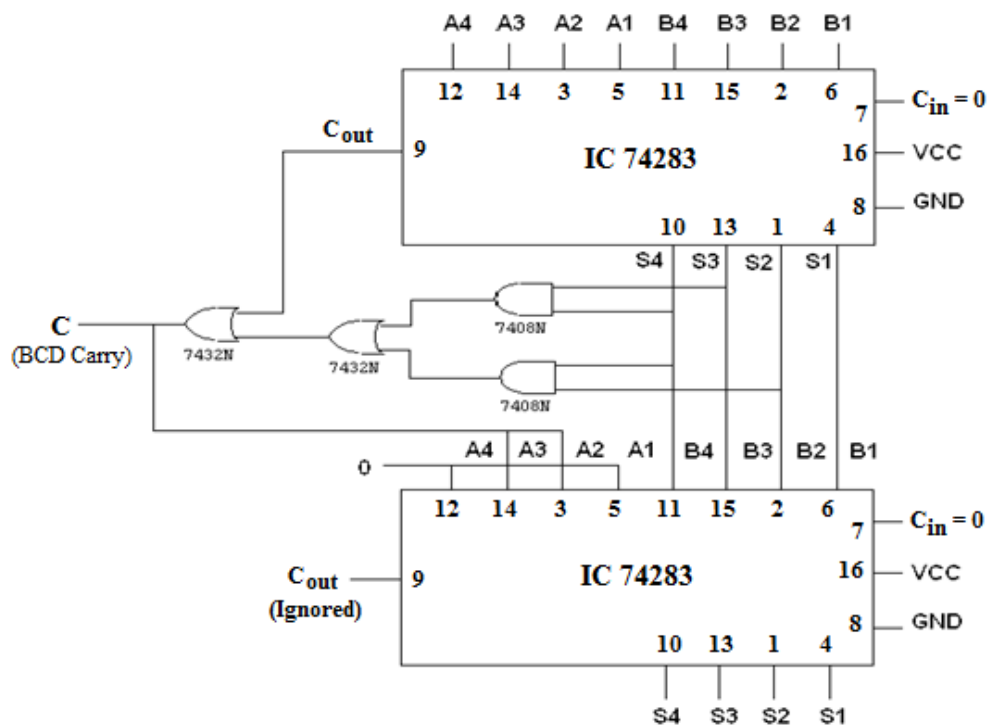 A4 A3 A2 A1 B4 B3 B2 B1
12 14 3 5 11 15 2 6
7 Cin = 0
Cout 9
IC 74283
16 VCC
8 GND
10 13 1 4
S4 S3 S2 S1
7408N
C
(BCD Carry)
7432N
7432N
7408N
A4 A3 A2 A1 B4 B3 B2 B1
0
12 14 3 5 11 15 2 6
7 Cin = 0
Cout 9
(Ignored)
IC 74283
16 VCC
8 GND
10 13 1 4
S4 S3 S2 S1